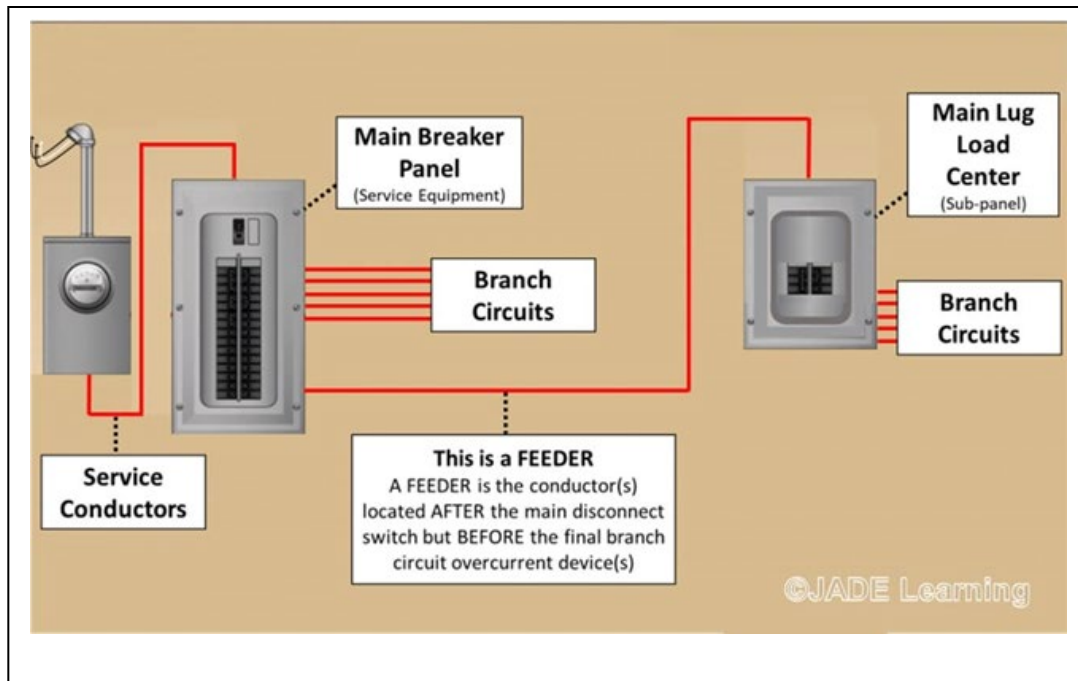 Main Breaker
Panel
(Service Equipment)
Main Lug
Load
Center
(Sub-panel)
Branch
Circuits
Branch
Circuits
Service
Conductors
This is a FEEDER
A FEEDER is the conductor(s)
located AFTER the main disconnect
switch but BEFORE the final branch
circuit overcurrent device(s)
©JADE Learning